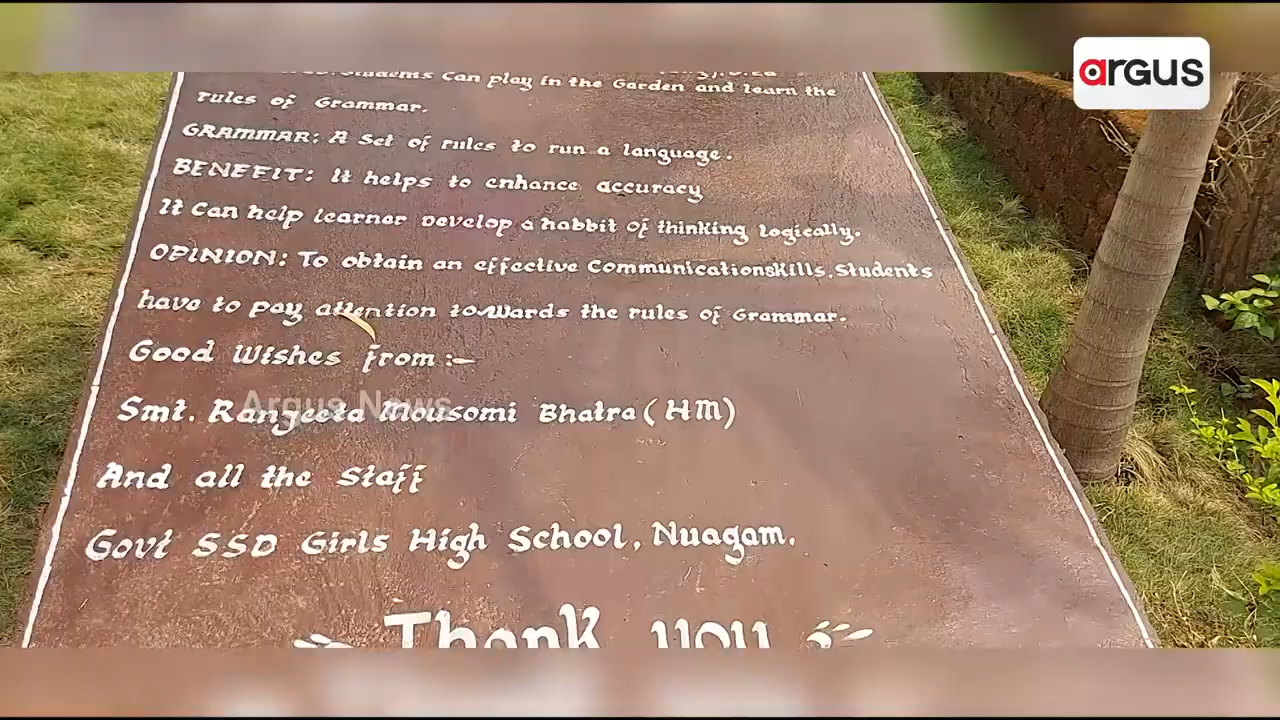 argus
Students Can play in the Garden and learn the
rules of Grammar.
GRAMMAR: A Set of rules to run a language.
BENEFIT: It helps to enhance accuracy
It Can help learner Develop a habbit of thinking logically.
OPINION: To obtain an effective Communicationskills. Students
have to pay attention towards the rules of Grammar.
Good Wishes from :-
Smt. Rangeeta Mousomi Bhatra (HM)
Argus News
And all the Staff
Govt SSD Girls High School, Nuagam.
Thank you